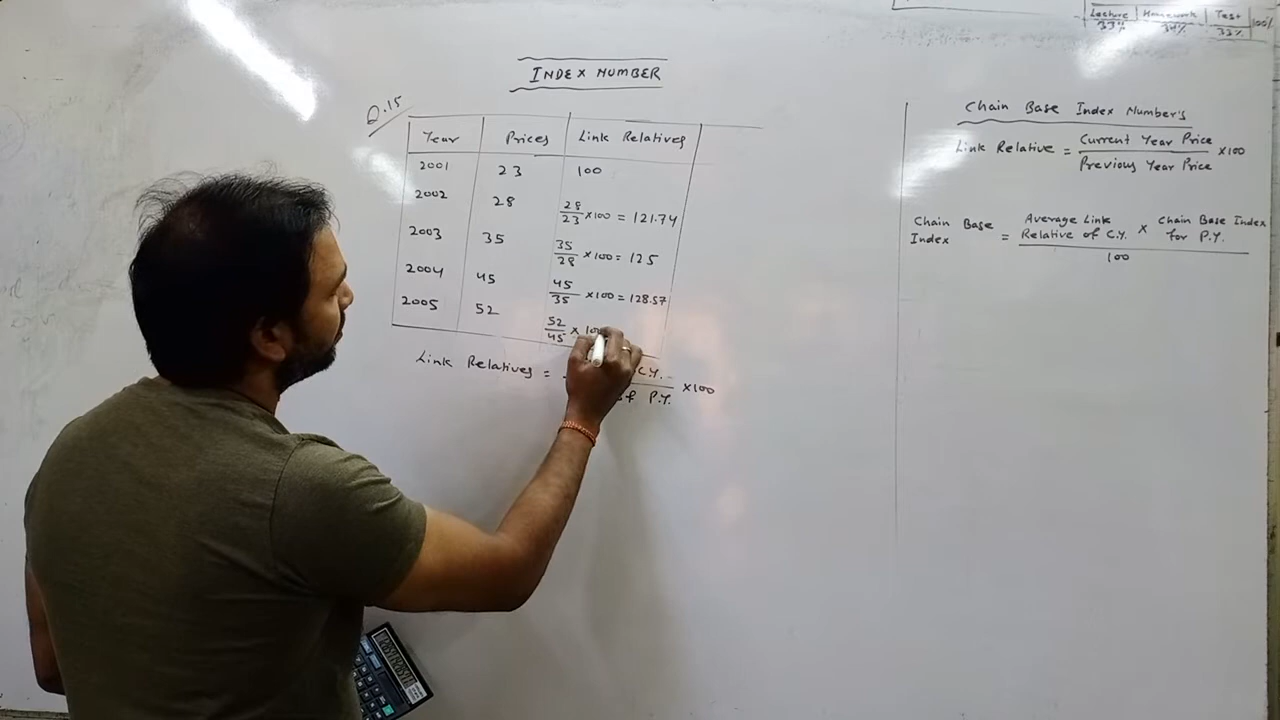 Lecture Homework Test
33% 34% 33% 100%
INDEX NUMBER
Q.15
Year Prices Link Relatives
2001 23 100
2002 28 28/23 ×100 = 121.74
2003 35 35/28 ×100 = 125
2004 45 45/35 ×100 = 128.57
2005 52 52/45 × 100
Link Relatives = C.Y. / of P.Y. ×100
Chain Base Index Number's
Link Relative = Current Year Price / Previous Year Price ×100
Chain Base Index = Average Link Relative of C.Y. × Chain Base Index for P.Y. / 100